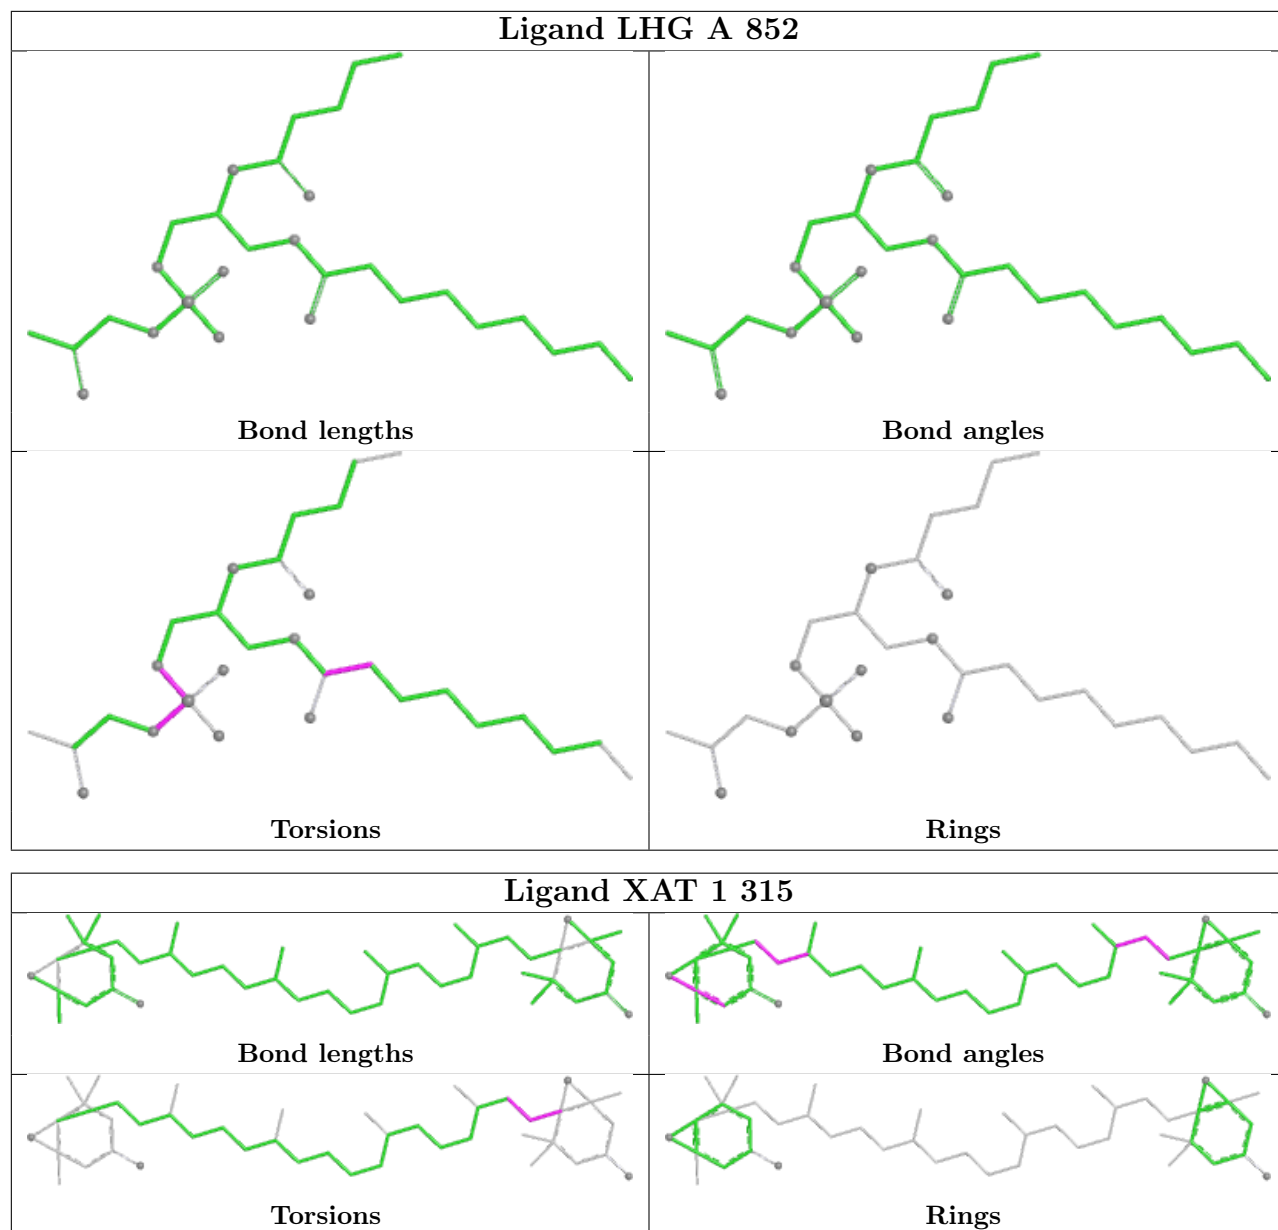 Ligand LHG A 852
Bond lengths
Bond angles
Torsions
Rings
Ligand XAT 1 315
Bond lengths
Bond angles
Torsions
Rings